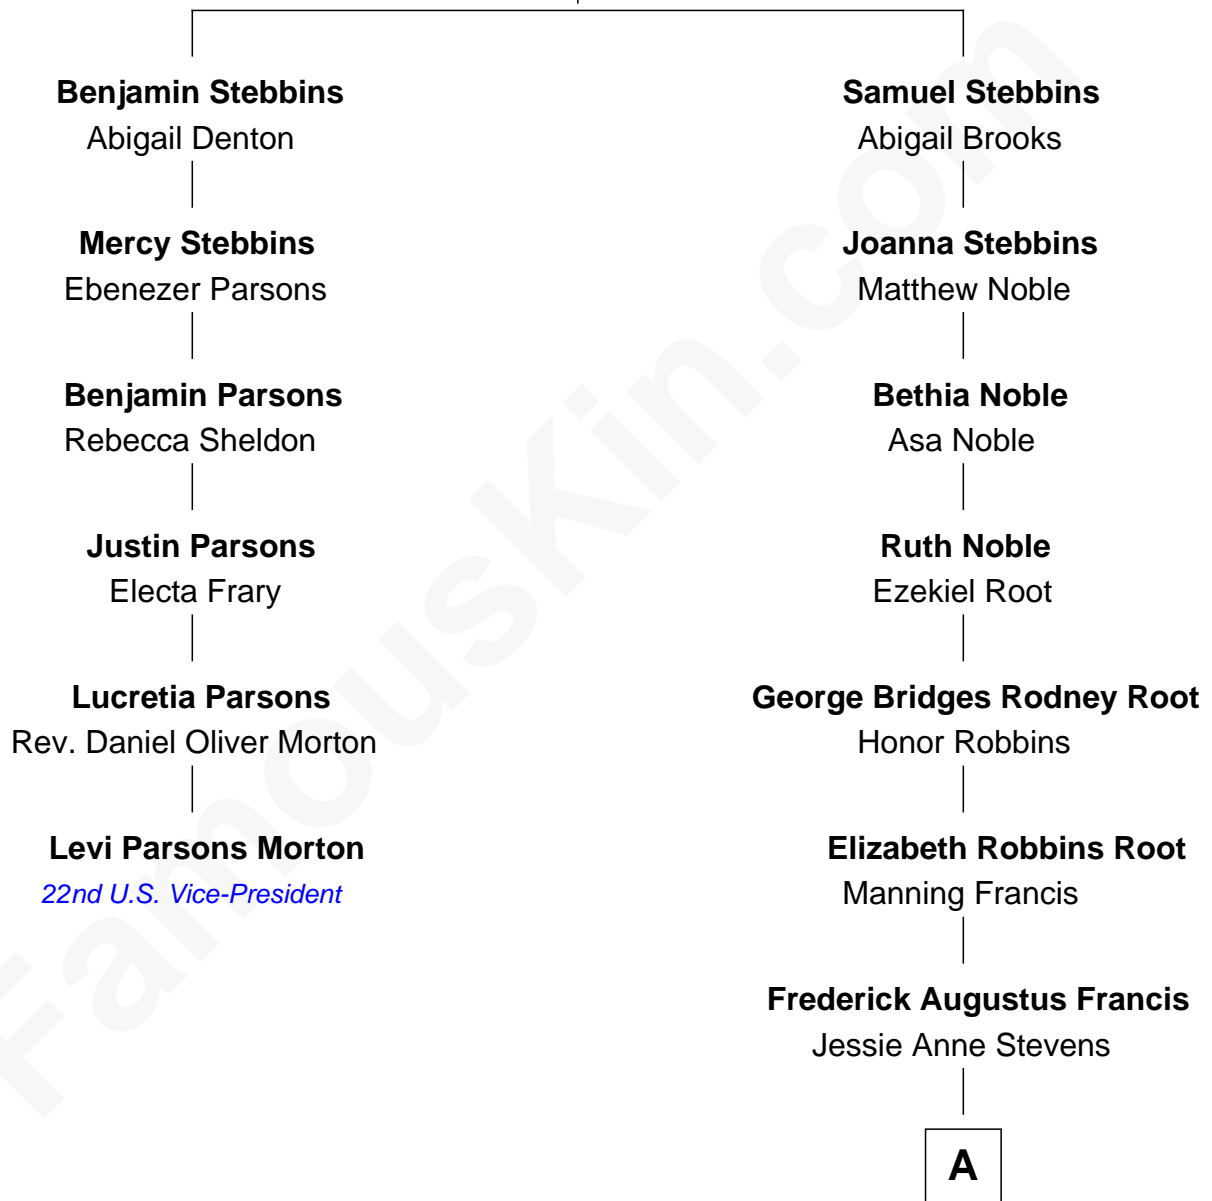 Benjamin Stebbins
Abigail Denton
Mercy Stebbins
Ebenezer Parsons
Benjamin Parsons
Rebecca Sheldon
Justin Parsons
Electa Frary
Lucretia Parsons
Rev. Daniel Oliver Morton
Levi Parsons Morton
22nd U.S. Vice-President
Samuel Stebbins
Abigail Brooks
Joanna Stebbins
Matthew Noble
Bethia Noble
Asa Noble
Ruth Noble
Ezekiel Root
George Bridges Rodney Root
Honor Robbins
Elizabeth Robbins Root
Manning Francis
Frederick Augustus Francis
Jessie Anne Stevens
A
FamousKin.com